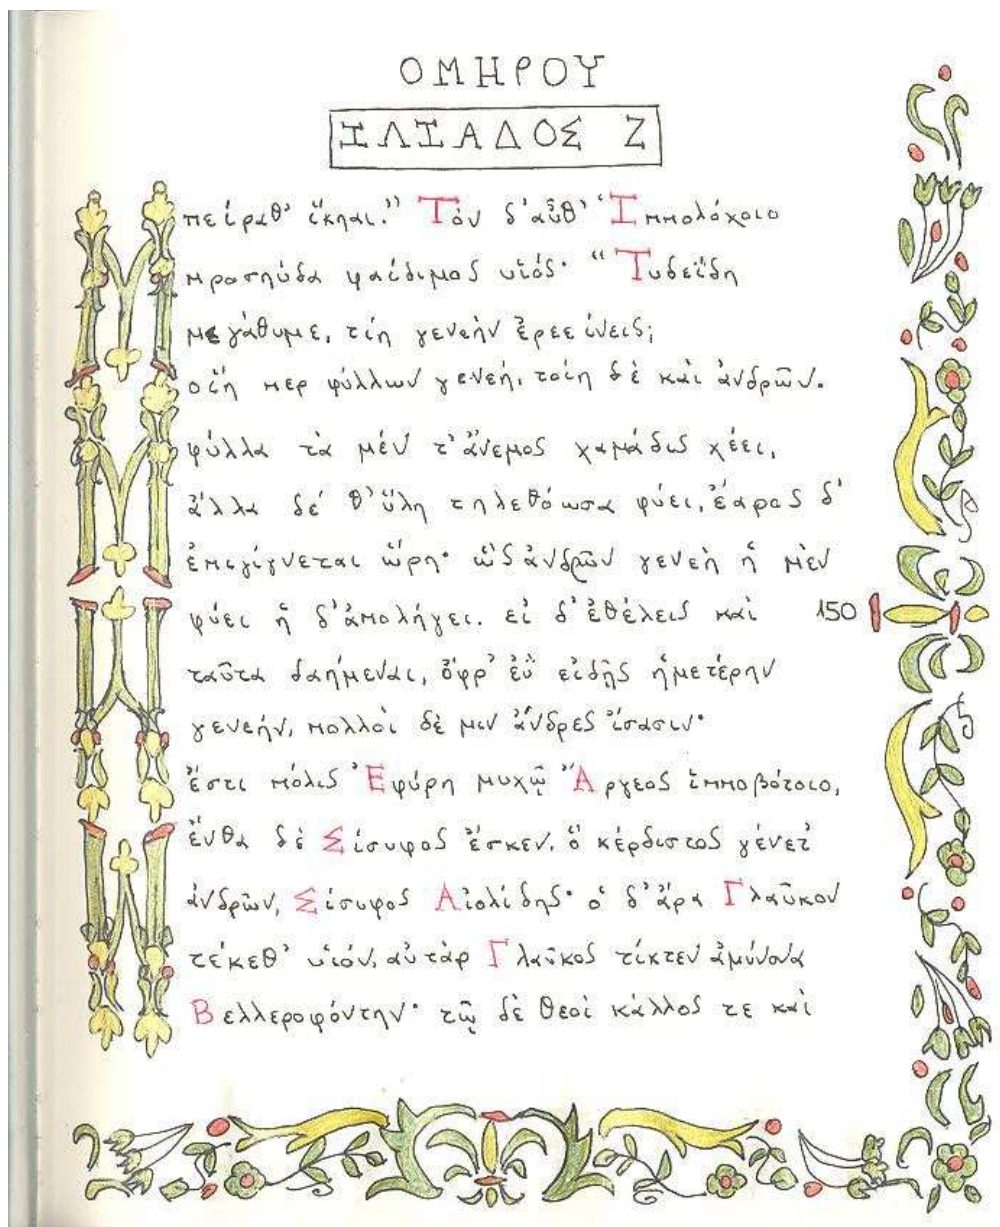 ΟΜΗΡΟΥ
ΙΛΙΑΔΟΣ Ζ
πείραθ' ἵκηαι." Τὸν δ' αὖθ' Ἱππολόχοιο
προσηύδα φαίδιμος υἱός· "Τυδεΐδη
μεγάθυμε, τίη γενεὴν ἐρεείνεις;
οἵη περ φύλλων γενεή, τοίη δὲ καὶ ἀνδρῶν.
φύλλα τὰ μέν τ' ἄνεμος χαμάδις χέει,
ἄλλα δέ θ' ὕλη τηλεθόωσα φύει, ἔαρος δ'
ἐπιγίγνεται ὥρη· ὣς ἀνδρῶν γενεὴ ἣ μὲν
φύει ἣ δ' ἀπολήγει. εἰ δ' ἐθέλεις καὶ
150
ταῦτα δαήμεναι, ὄφρ' ἐῢ εἰδῇς ἡμετέρην
γενεήν, πολλοὶ δέ μιν ἄνδρες ἴσασιν·
ἔστι πόλις Ἐφύρη μυχῷ Ἄργεος ἱπποβότοιο,
ἔνθα δὲ Σίσυφος ἔσκεν, ὃ κέρδιστος γένετ'
ἀνδρῶν, Σίσυφος Αἰολίδης· ὁ δ' ἄρα Γλαῦκον
τέκεθ' υἱόν, αὐτὰρ Γλαῦκος τίκτεν ἀμύμονα
Βελλεροφόντην· τῷ δὲ θεοὶ κάλλος τε καὶ